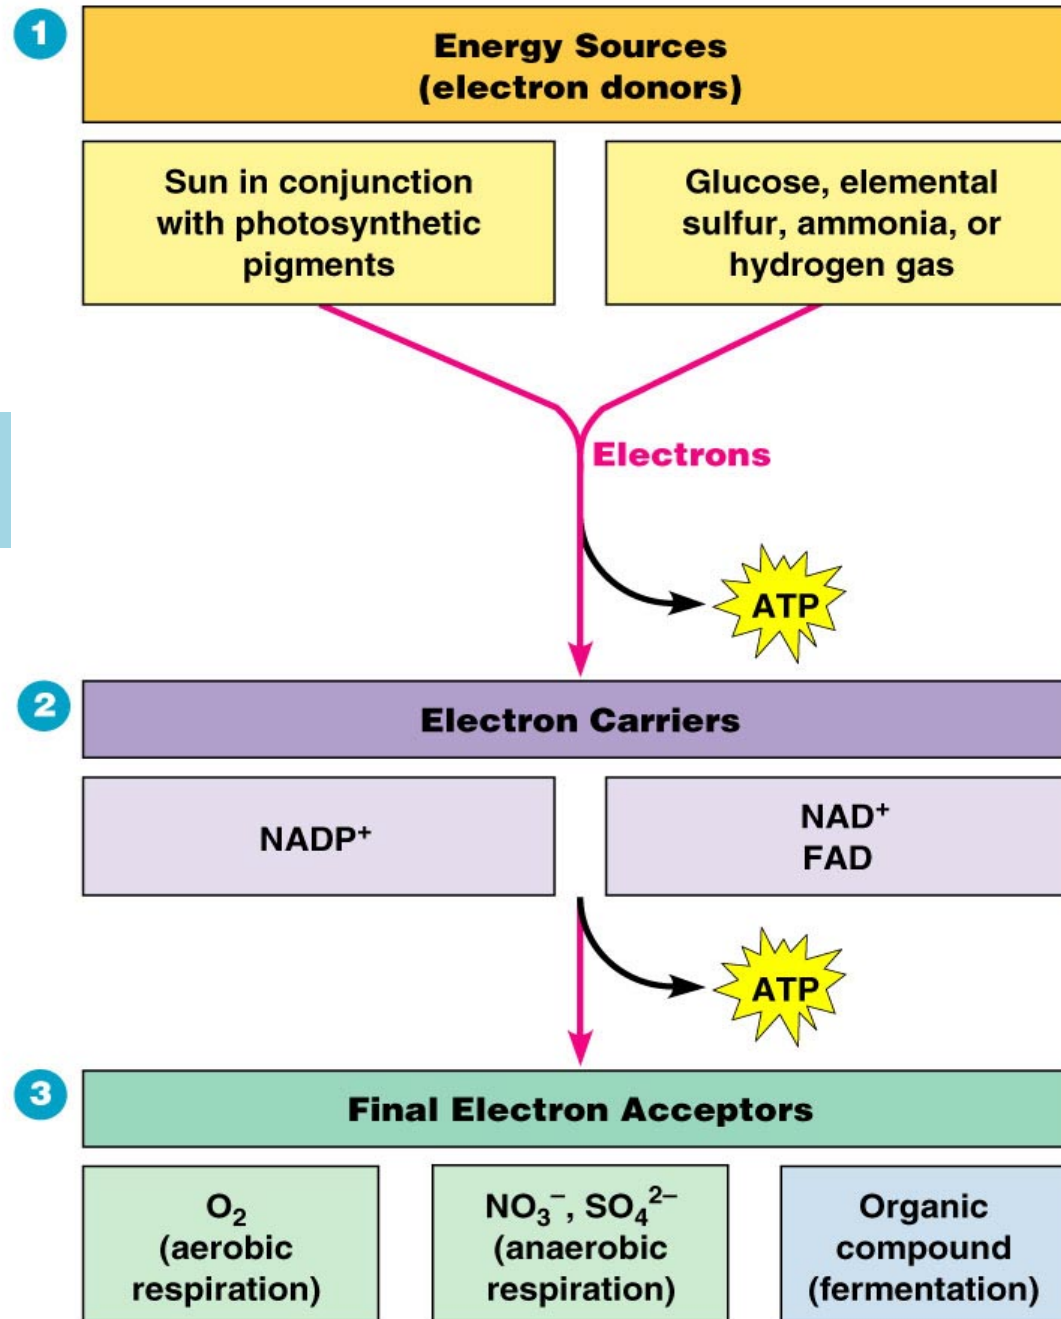 1
Energy Sources
(electron donors)
Sun in conjunction
with photosynthetic
pigments
Glucose, elemental
sulfur, ammonia, or
hydrogen gas
Electrons
ATP
2
Electron Carriers
NADP⁺
NAD⁺
FAD
ATP
3
Final Electron Acceptors
O₂
(aerobic
respiration)
NO₃⁻, SO₄²⁻
(anaerobic
respiration)
Organic
compound
(fermentation)